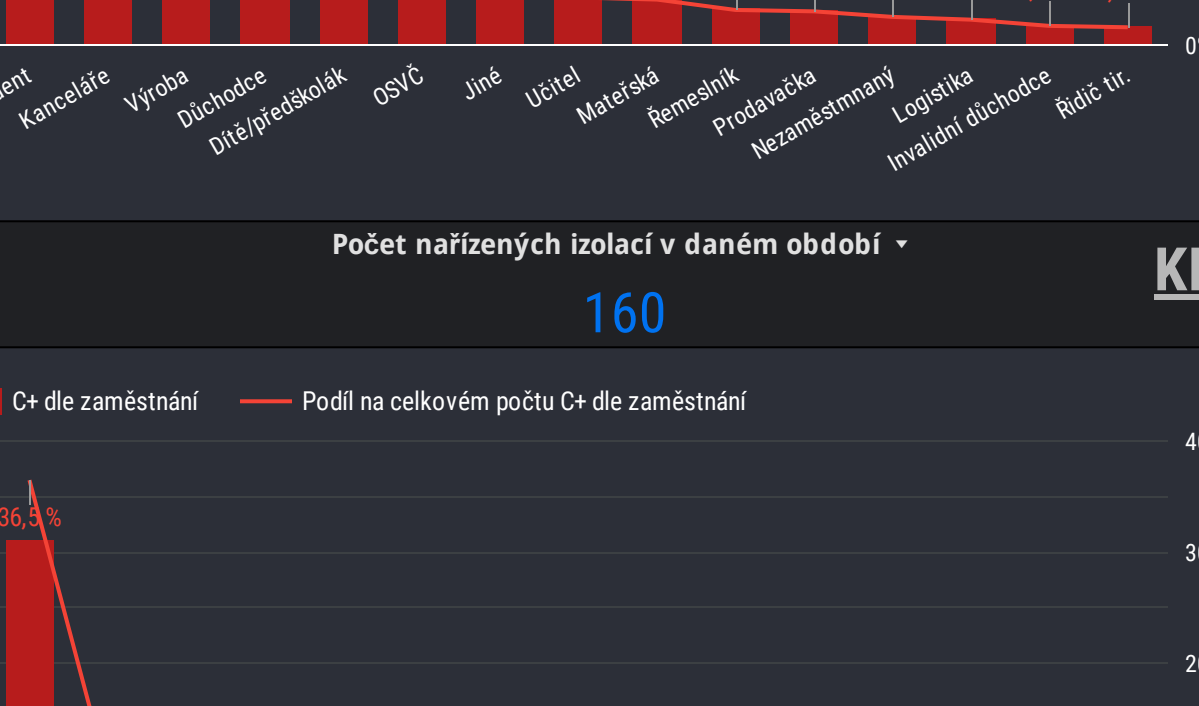 0
Kanceláře
Výroba
Důchodce
Dítě/předškolák
OSVČ
Jiné
Učitel
Mateřská
Řemeslník
Prodavačka
Nezaměstmnaný
Logistika
Invalidní důchodce
Řidič tir.
Počet nařízených izolací v daném období
160
C+ dle zaměstnání
Podíl na celkovém počtu C+ dle zaměstnání
36,5 %